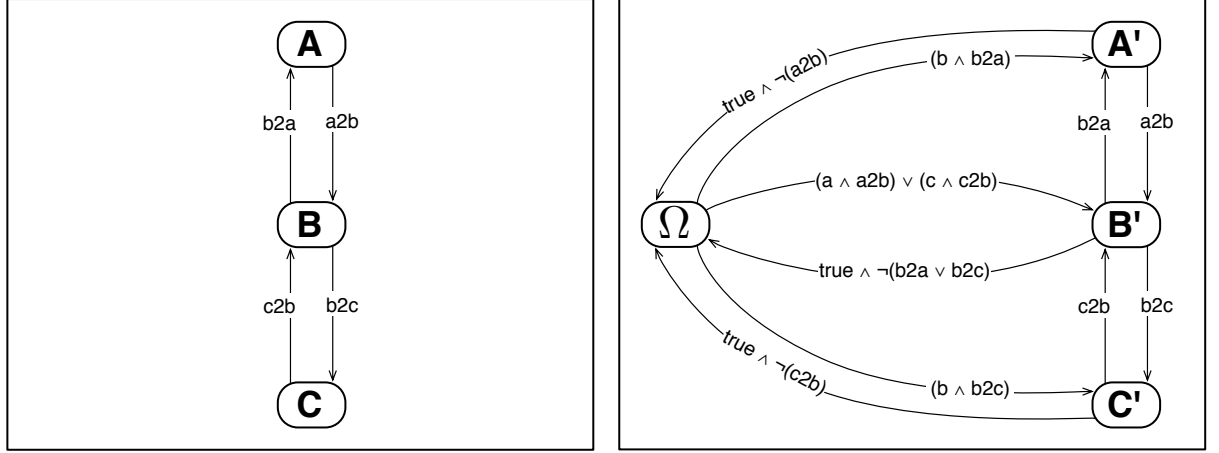 A
b2a
a2b
B
c2b
b2c
C
true ∧ ¬(a2b)
(b ∧ b2a)
A'
b2a
a2b
(a ∧ a2b) ∨ (c ∧ c2b)
Ω
B'
true ∧ ¬(b2a ∨ b2c)
c2b
b2c
true ∧ ¬(c2b)
(b ∧ b2c)
C'